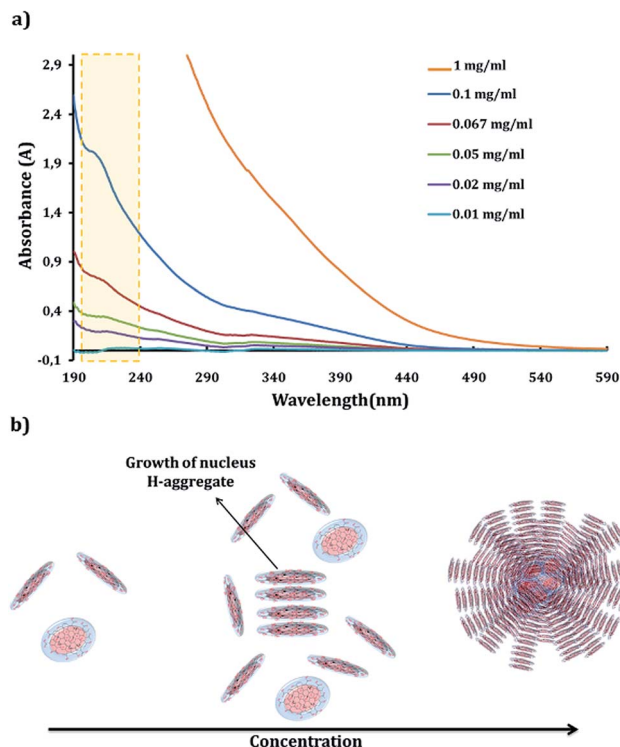 a)
Absorbance (A)
2,9
2,4
1,9
1,4
0,9
0,4
-0,1
190 240 290 340 390 440 490 540 590
Wavelength(nm)
1 mg/ml
0.1 mg/ml
0.067 mg/ml
0.05 mg/ml
0.02 mg/ml
0.01 mg/ml
b)
Growth of nucleus
H-aggregate
Concentration